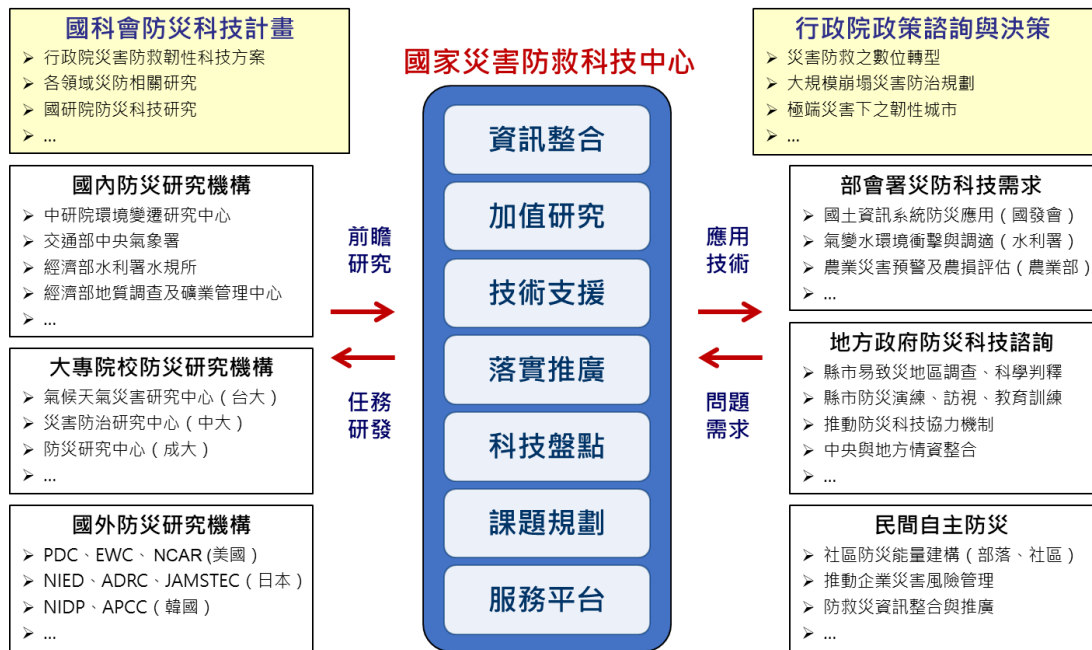 國科會防災科技計畫
➢ 行政院災害防救韌性科技方案
➢ 各領域災防相關研究
➢ 國研院防災科技研究
➢ ...
國內防災研究機構
➢ 中研院環境變遷研究中心
➢ 交通部中央氣象署
➢ 經濟部水利署水規所
➢ 經濟部地質調查及礦業管理中心
➢ ...
大專院校防災研究機構
➢ 氣候天氣災害研究中心（台大）
➢ 災害防治研究中心（中大）
➢ 防災研究中心（成大）
➢ ...
國外防災研究機構
➢ PDC、EWC、NCAR (美國）
➢ NIED、ADRC、JAMSTEC（日本）
➢ NIDP、APCC（韓國）
➢ ...
前瞻
研究
任務
研發
國家災害防救科技中心
資訊整合
加值研究
技術支援
落實推廣
科技盤點
課題規劃
服務平台
應用
技術
問題
需求
行政院政策諮詢與決策
➢ 災害防救之數位轉型
➢ 大規模崩塌災害防治規劃
➢ 極端災害下之韌性城市
➢ ...
部會署災防科技需求
➢ 國土資訊系統防災應用（國發會）
➢ 氣變水環境衝擊與調適（水利署）
➢ 農業災害預警及農損評估（農業部）
➢ ...
地方政府防災科技諮詢
➢ 縣市易致災地區調查、科學判釋
➢ 縣市防災演練、訪視、教育訓練
➢ 推動防災科技協力機制
➢ 中央與地方情資整合
➢ ...
民間自主防災
➢ 社區防災能量建構（部落、社區）
➢ 推動企業災害風險管理
➢ 防救災資訊整合與推廣
➢ ...